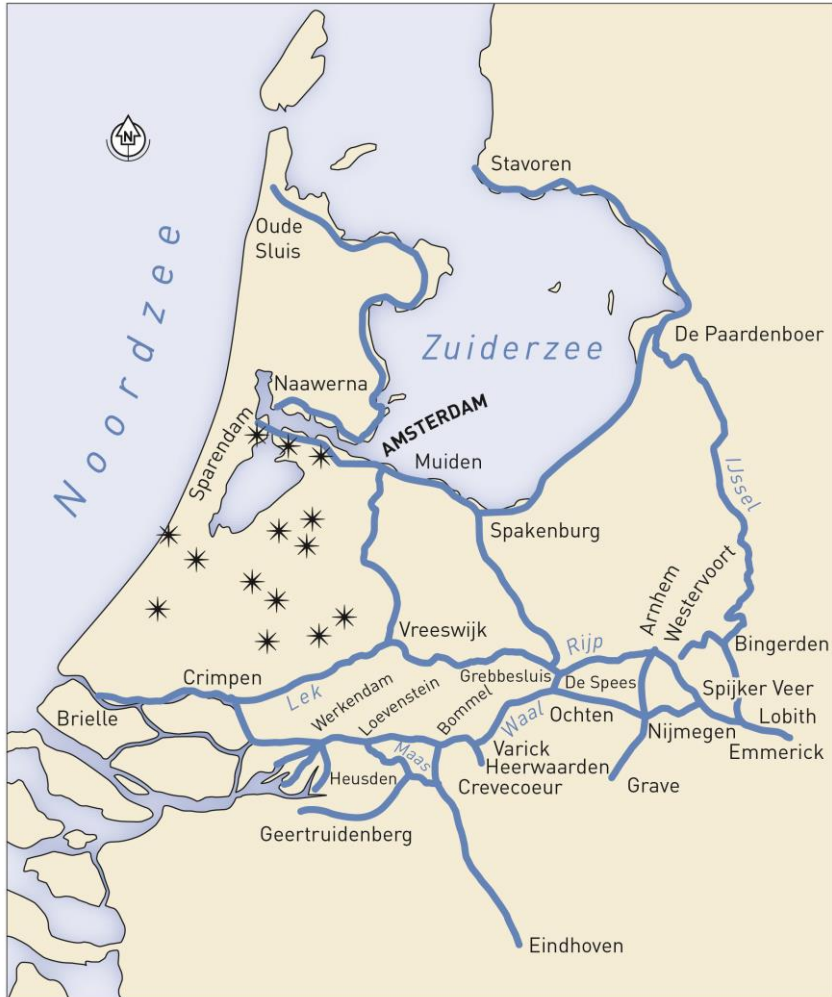 N
Stavoren
Oude
Sluis
Noordzee
Zuiderzee
De Paardenboer
Naawerna
AMSTERDAM
Sparendam
Muiden
IJssel
Spakenburg
Arnhem
Westervoort
Vreeswijk
Rijp
Bingerden
Crimpen
Grebbesluis
De Spees
Spijker Veer
Lek
Werkendam
Loevenstein
Bommel
Waal
Ochten
Lobith
Brielle
Nijmegen
Emmerick
Maas
Varick
Heerwaarden
Heusden
Crevecoeur
Grave
Geertruidenberg
Eindhoven